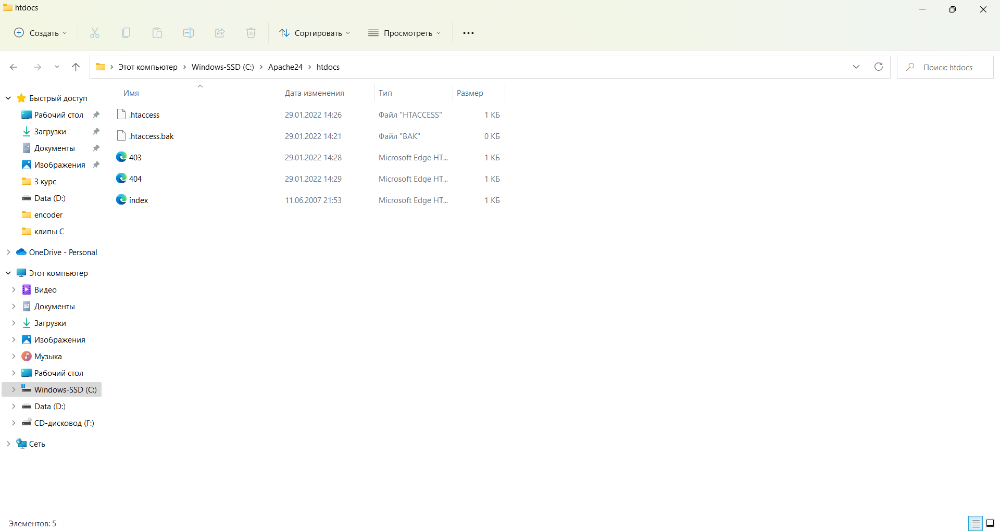 htdocs
Создать
Сортировать
Просмотреть
Этот компьютер > Windows-SSD (C:) > Apache24 > htdocs
Поиск: htdocs
Имя Дата изменения Тип Размер
.htaccess 29.01.2022 14:26 Файл "HTACCESS" 1 КБ
.htaccess.bak 29.01.2022 14:21 Файл "BAK" 0 КБ
403 29.01.2022 14:28 Microsoft Edge HT... 1 КБ
404 29.01.2022 14:29 Microsoft Edge HT... 1 КБ
index 11.06.2007 21:53 Microsoft Edge HT... 1 КБ
Быстрый доступ
Рабочий стол
Загрузки
Документы
Изображения
3 курс
Data (D:)
encoder
клипы С
OneDrive - Personal
Этот компьютер
Видео
Документы
Загрузки
Изображения
Музыка
Рабочий стол
Windows-SSD (C:)
Data (D:)
CD-дисковод (F:)
Сеть
Элементов: 5